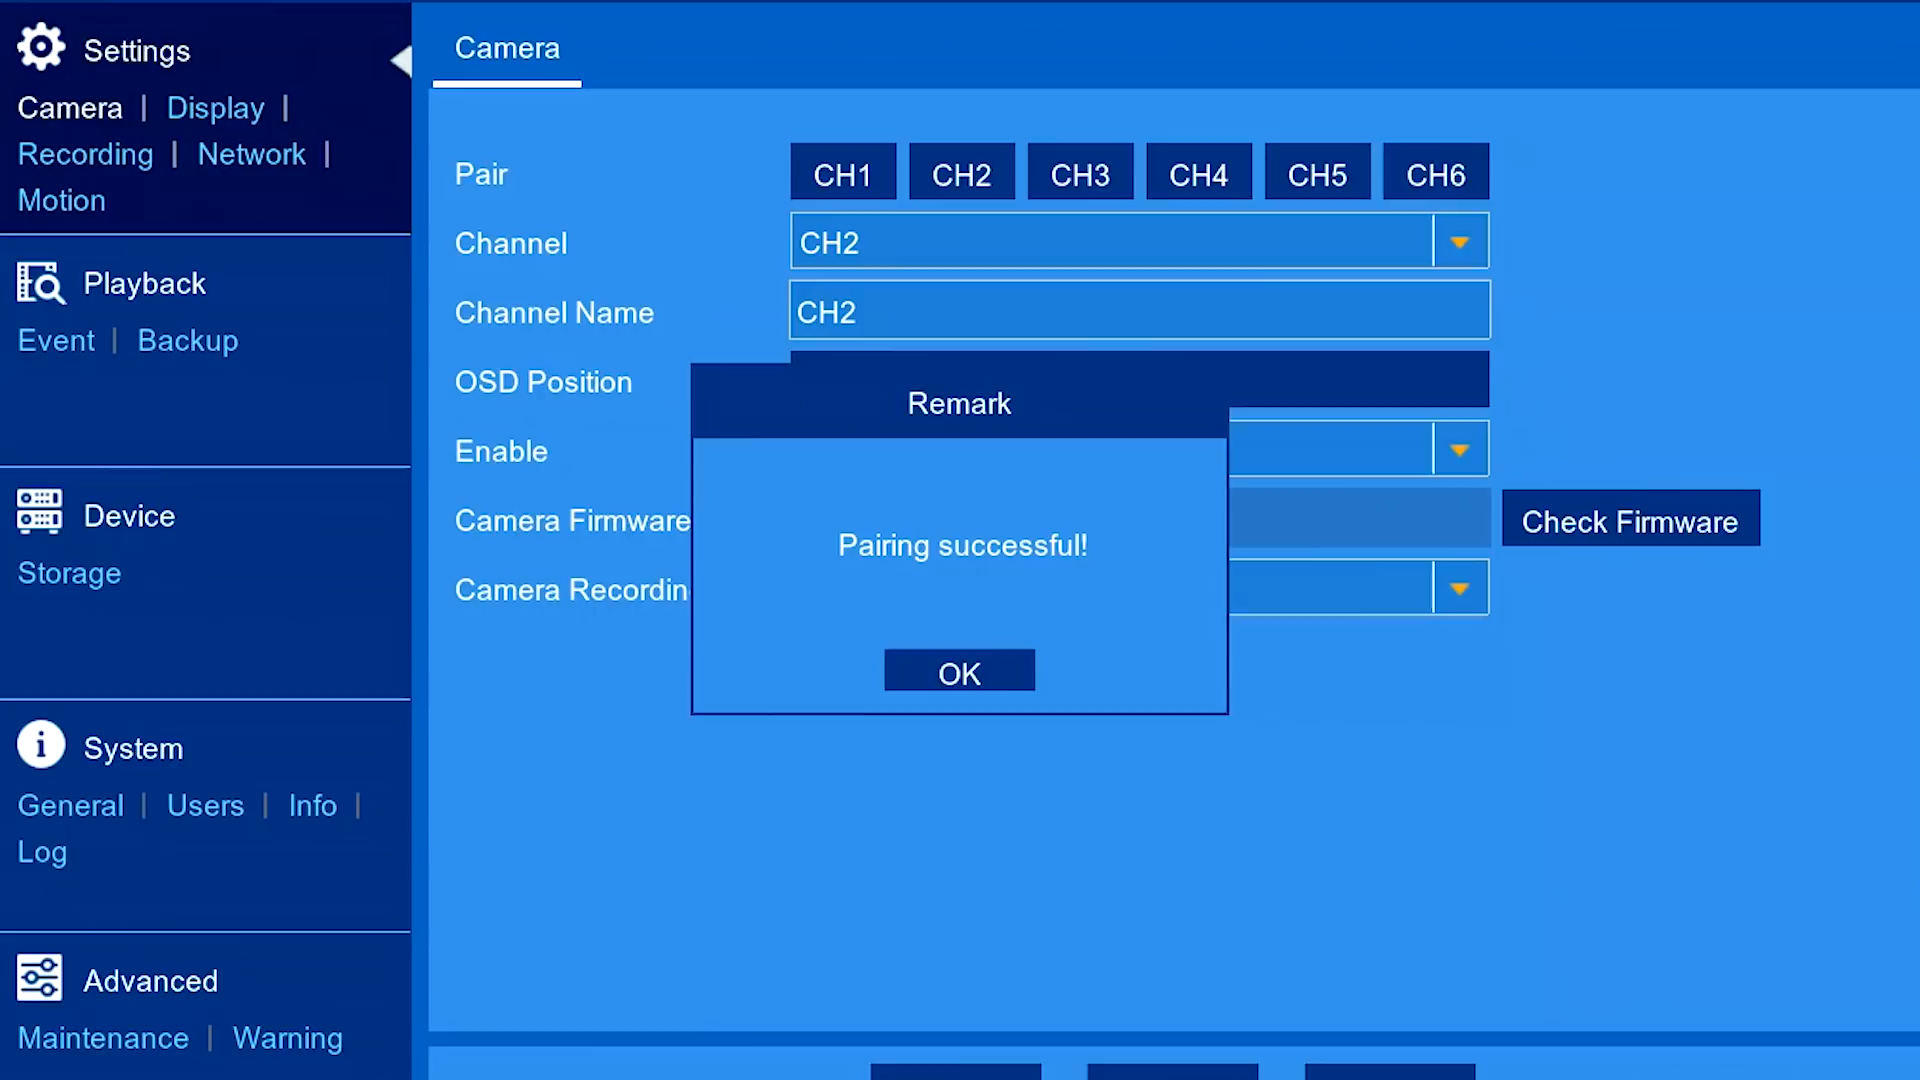 Settings
Camera | Display |
Recording | Network |
Motion
Playback
Event | Backup
Device
Storage
System
General | Users | Info |
Log
Advanced
Maintenance | Warning
Camera
Pair CH1 CH2 CH3 CH4 CH5 CH6
Channel CH2
Channel Name CH2
OSD Position
Enable
Camera Firmware Check Firmware
Camera Recordin
Remark
Pairing successful!
OK